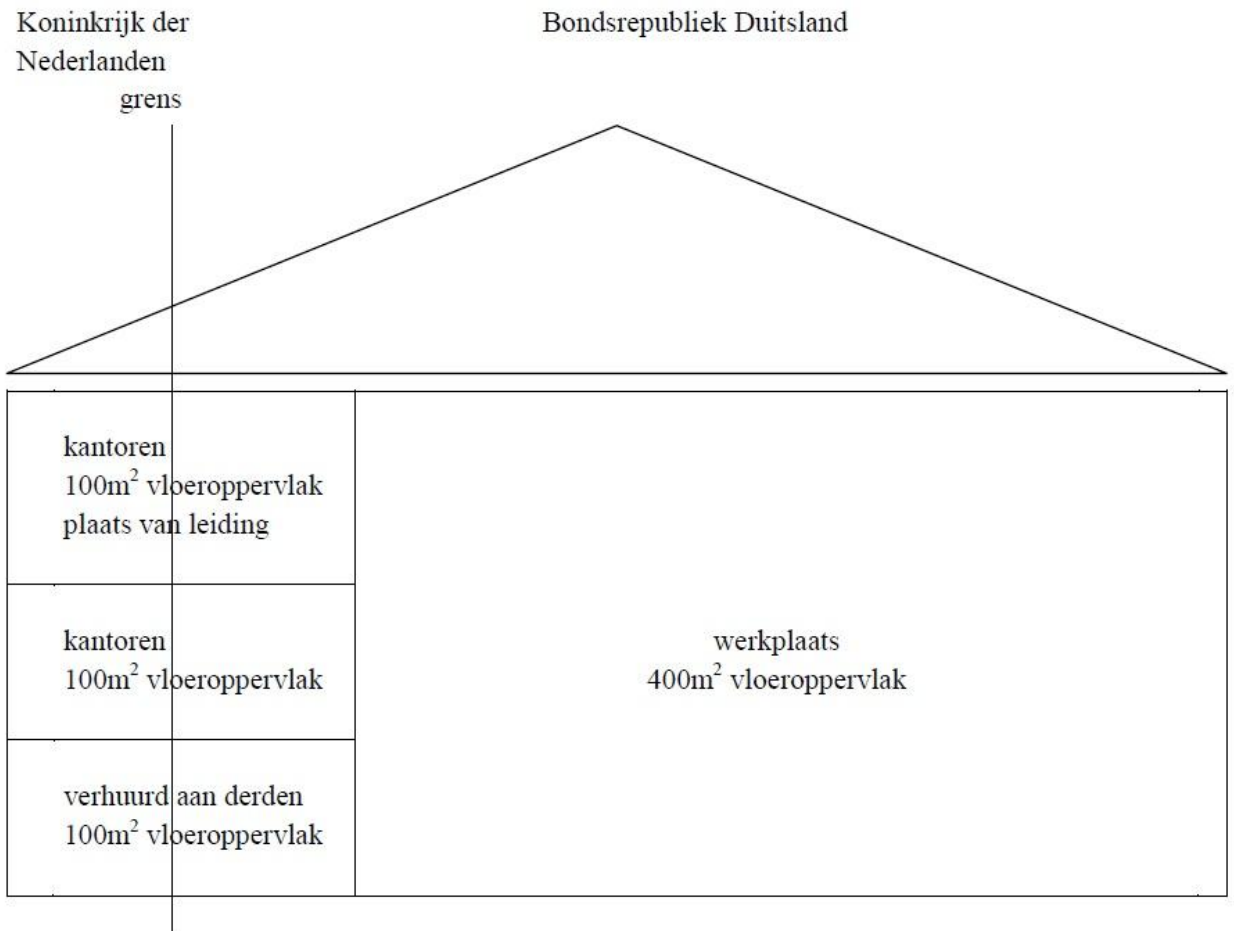 Koninkrijk der
Nederlanden
grens
Bondsrepubliek Duitsland
kantoren
100m² vloeroppervlak
plaats van leiding
kantoren
100m² vloeroppervlak
verhuurd aan derden
100m² vloeroppervlak
werkplaats
400m² vloeroppervlak